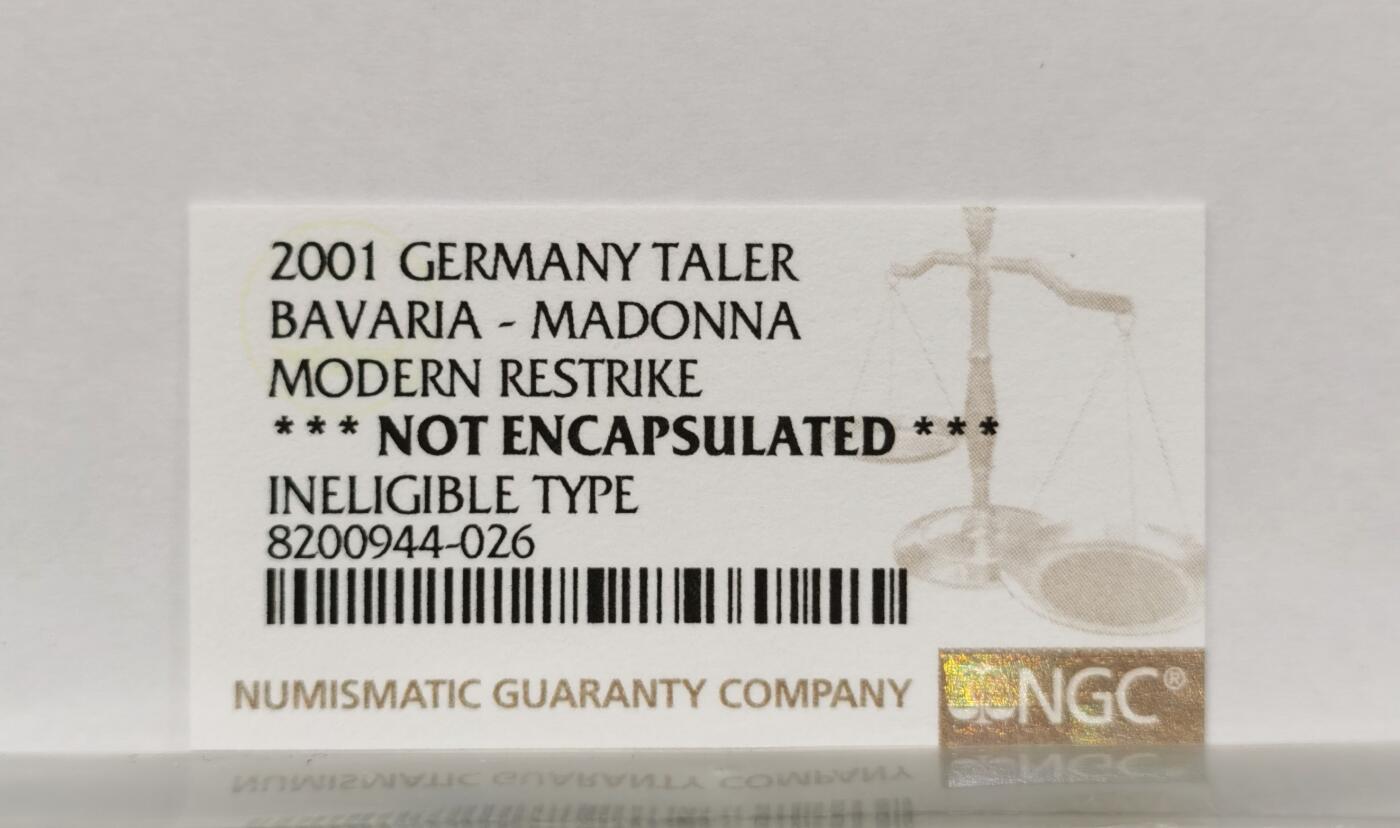 2001 GERMANY TALER
BAVARIA - MADONNA
MODERN RESTRIKE
*** NOT ENCAPSULATED ***
INELIGIBLE TYPE
8200944-026
NUMISMATIC GUARANTY COMPANY
NGC®